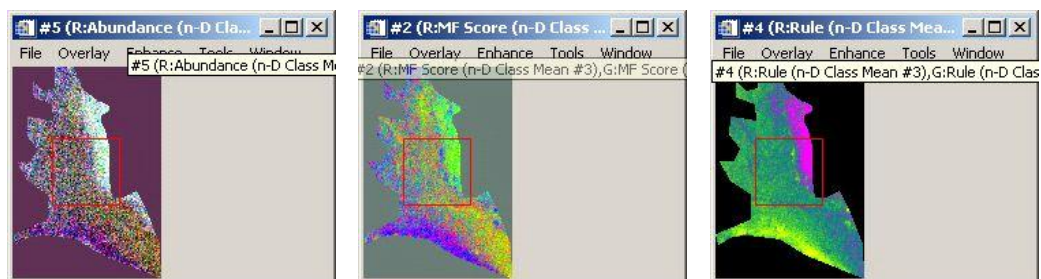 #5 (R:Abundance (n-D Cla...
File Overlay Enhance Tools Window
#5 (R:Abundance (n-D Class M
#2 (R:MF Score (n-D Class ...
File Overlay Enhance Tools Window
#2 (R:MF Score (n-D Class Mean #3),G:MF Score (
#4 (R:Rule (n-D Class Mea...
File Overlay Enhance Tools Window
#4 (R:Rule (n-D Class Mean #3),G:Rule (n-D Clas